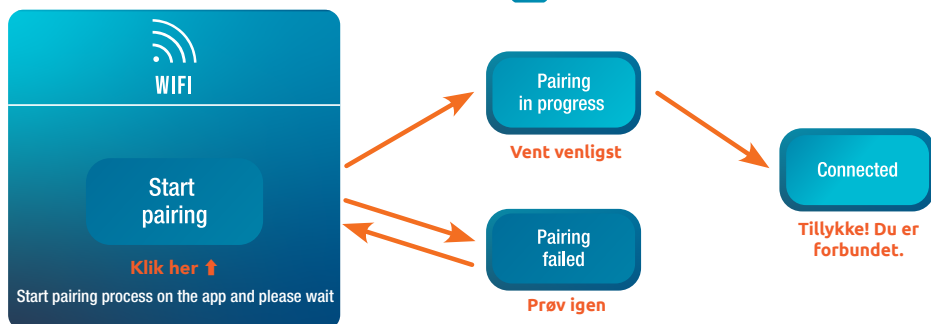 WIFI
Start
pairing
Klik her
Start pairing process on the app and please wait
Pairing
in progress
Vent venligst
Pairing
failed
Prøv igen
Connected
Tillykke! Du er
forbundet.